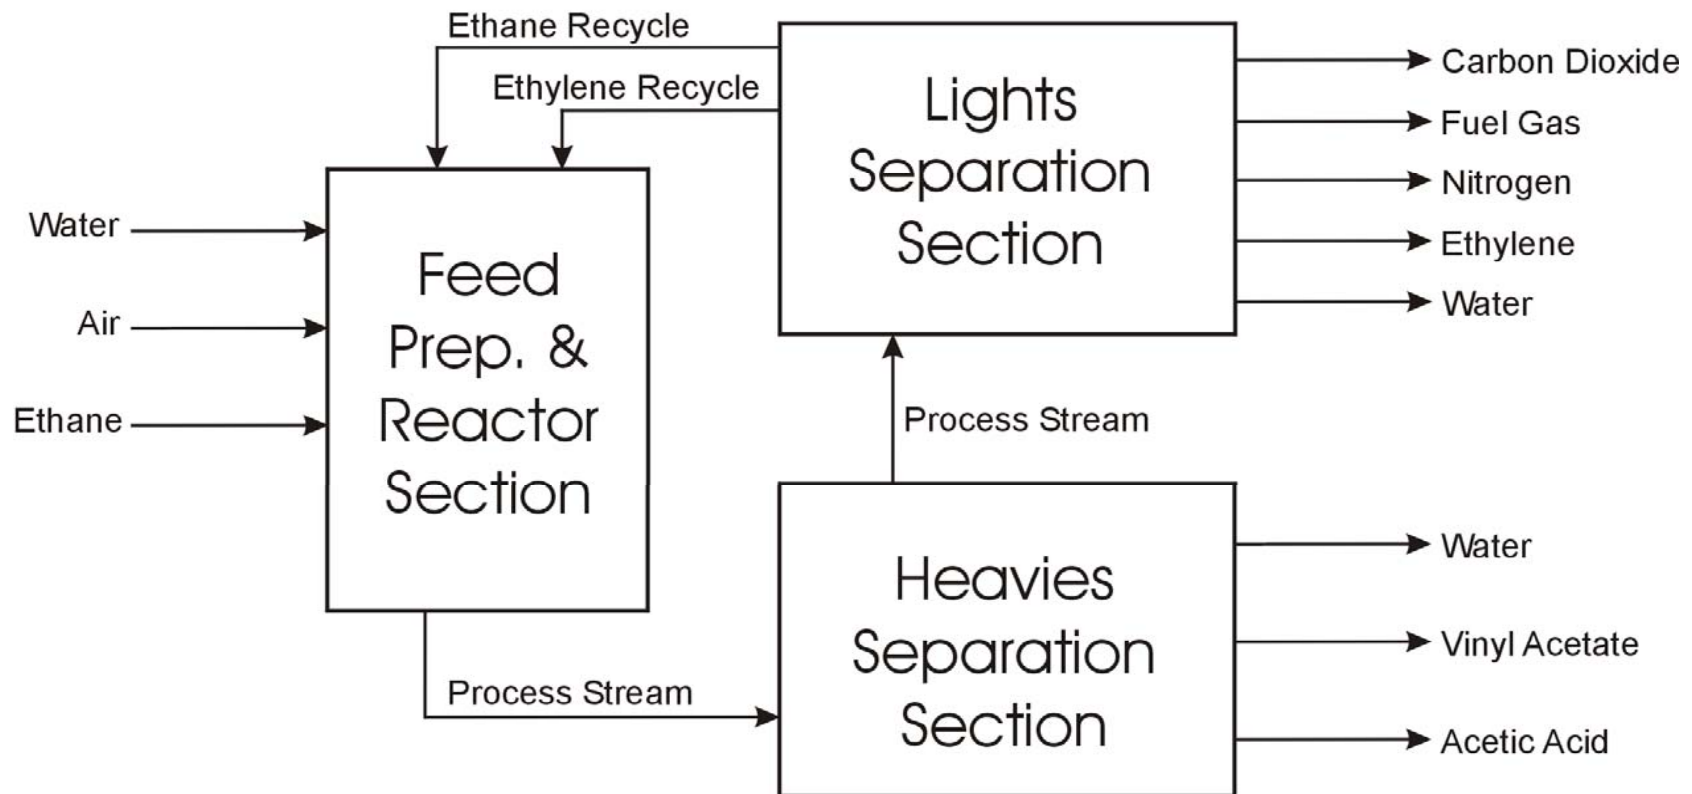 Ethane Recycle
Ethylene Recycle
Water
Air
Ethane
Feed
Prep. &
Reactor
Section
Process Stream
Lights
Separation
Section
Carbon Dioxide
Fuel Gas
Nitrogen
Ethylene
Water
Process Stream
Heavies
Separation
Section
Water
Vinyl Acetate
Acetic Acid